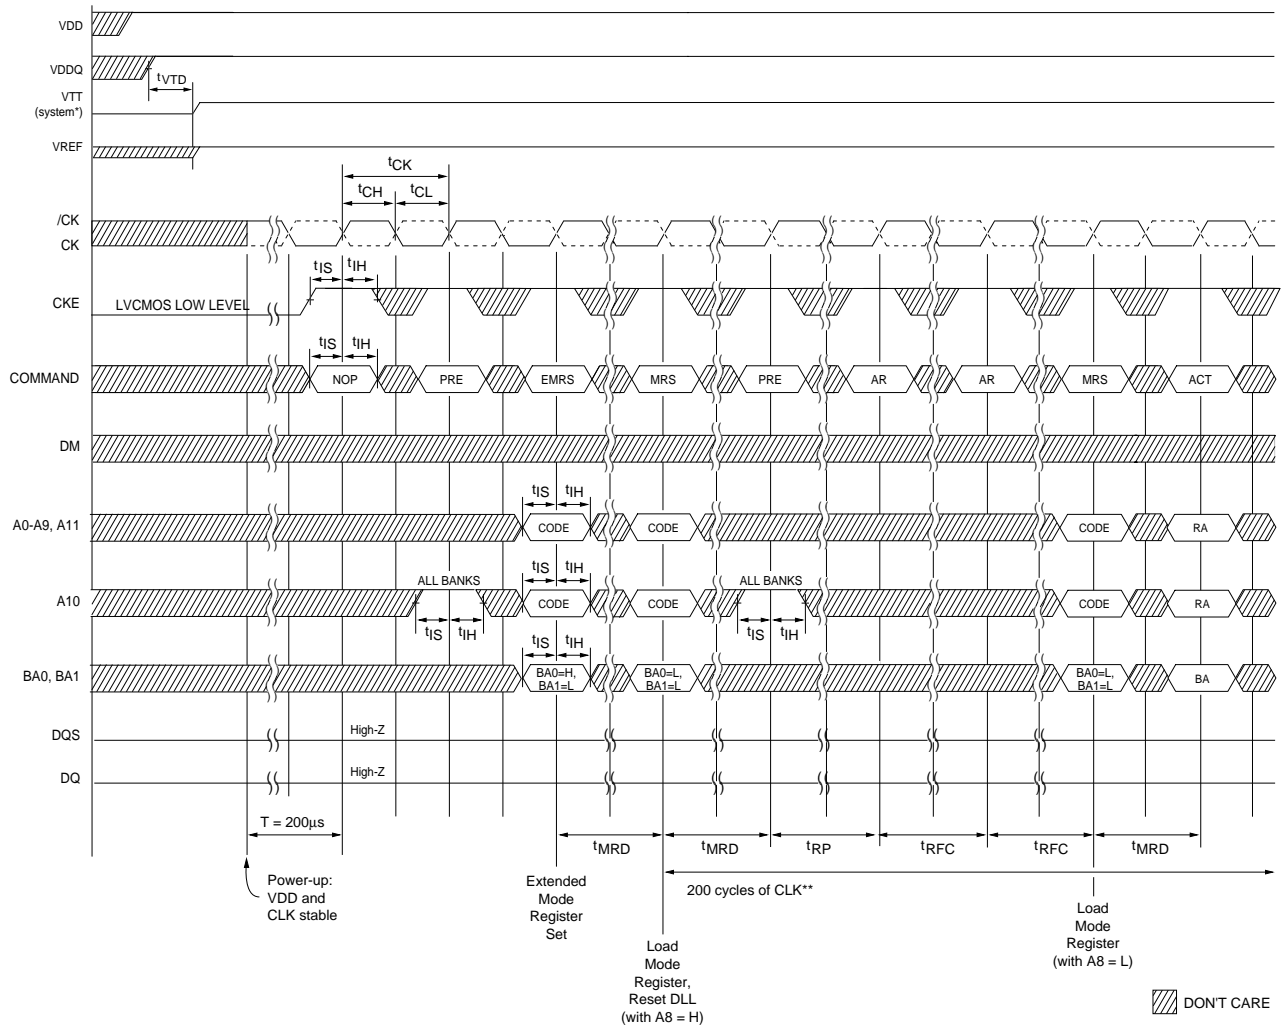 VDD
VDDQ
tVTD
VTT
(system*)
VREF
tCK
tCH tCL
/CK
CK
tIS tIH
CKE
LVCMOS LOW LEVEL
tIS tIH
COMMAND NOP PRE EMRS MRS PRE AR AR MRS ACT
DM
tIS tIH
A0-A9, A11 CODE CODE CODE RA
ALL BANKS tIS tIH ALL BANKS
A10 CODE CODE CODE RA
tIS tIH tIS tIH
tIS tIH
BA0, BA1 BA0=H, BA0=L, BA0=L, BA
BA1=L BA1=L BA1=L
DQS High-Z
DQ High-Z
T = 200µs
tMRD tMRD tRP tRFC tRFC tMRD
Power-up:
VDD and
CLK stable
Extended
Mode
Register
Set
200 cycles of CLK**
Load
Mode
Register,
Reset DLL
(with A8 = H)
Load
Mode
Register
(with A8 = L)
DON'T CARE